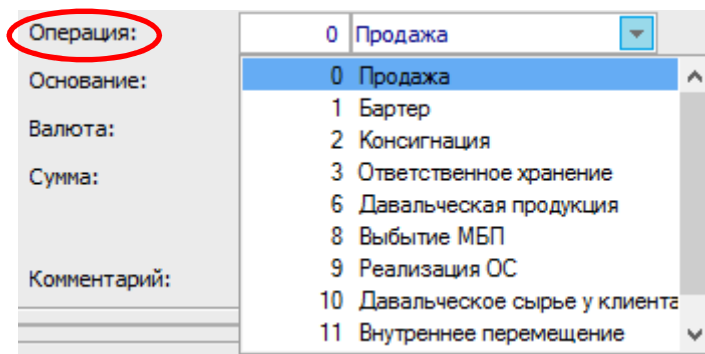 Операция: 0 Продажа
Основание: 0 Продажа
1 Бартер
Валюта: 2 Консигнация
Сумма: 3 Ответственное хранение
6 Давальческая продукция
8 Выбытие МБП
Комментарий: 9 Реализация ОС
10 Давальческое сырье у клиента
11 Внутреннее перемещение